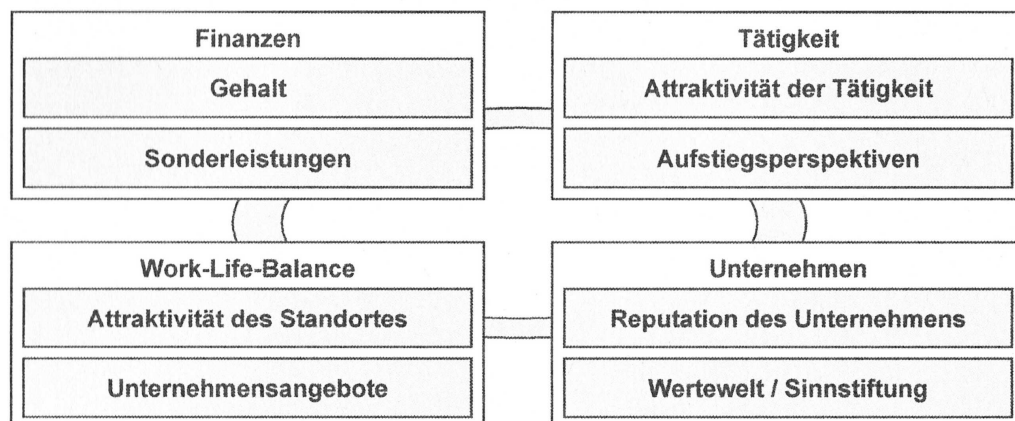 Finanzen
Gehalt
Sonderleistungen
Tätigkeit
Attraktivität der Tätigkeit
Aufstiegsperspektiven
Work-Life-Balance
Attraktivität des Standortes
Unternehmensangebote
Unternehmen
Reputation des Unternehmens
Wertewelt / Sinnstiftung